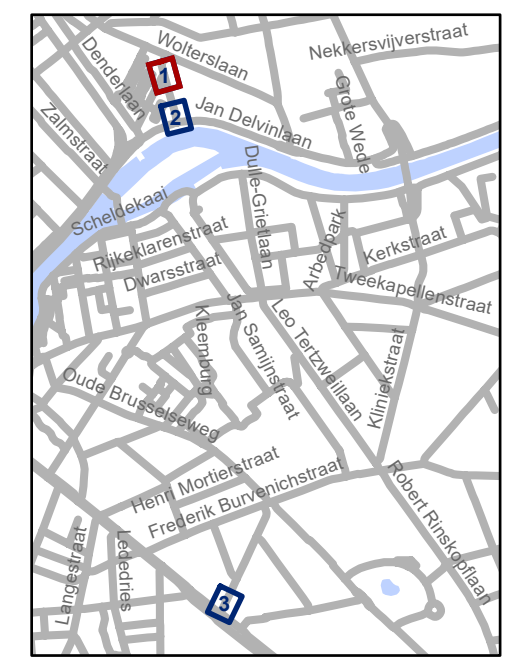 Wolterslaan
Nekkersvijverstraat
Denderlaan
1
Grote Wede
2
Jan Delvinlaan
Zalmstraat
Dulle-Grietlaan
Scheldekaai
Arbedpark
Rijkeklarenstraat
Kerkstraat
Dwarsstraat
Tweekapellenstraat
Kleemburg
Jan Samijnstraat
Leo Tertzweillaan
Kliniekstraat
Oude Brusselseweg
Henri Mortierstraat
Frederik Burvenichstraat
Robert Rinskopflaan
Langestraat
Lededries
3